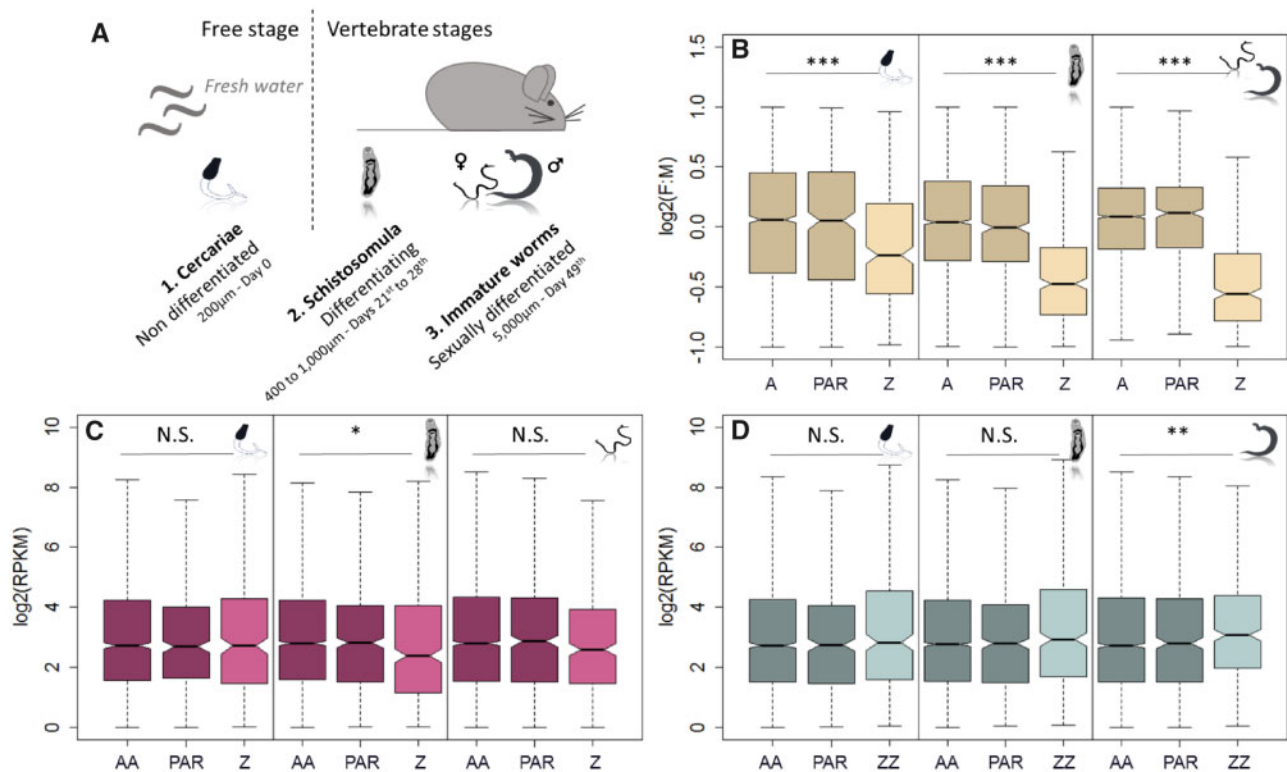 A
Free stage
Vertebrate stages
Fresh water
♀
♂
1. Cercariae
Non differentiated
200µm - Day 0
2. Schistosomula
Differentiating
400 to 1,000µm - Days 21st to 28th
3. Immature worms
Sexually differentiated
5,000µm - Day 49th
B
*** *** ***
log2(F:M)
1.5
1.0
0.5
0.0
-0.5
-1.0
A PAR Z A PAR Z A PAR Z
C
N.S. * N.S.
log2(RPKM)
10
8
6
4
2
0
AA PAR Z AA PAR Z AA PAR Z
D
N.S. N.S. **
log2(RPKM)
10
8
6
4
2
0
AA PAR ZZ AA PAR ZZ AA PAR ZZ